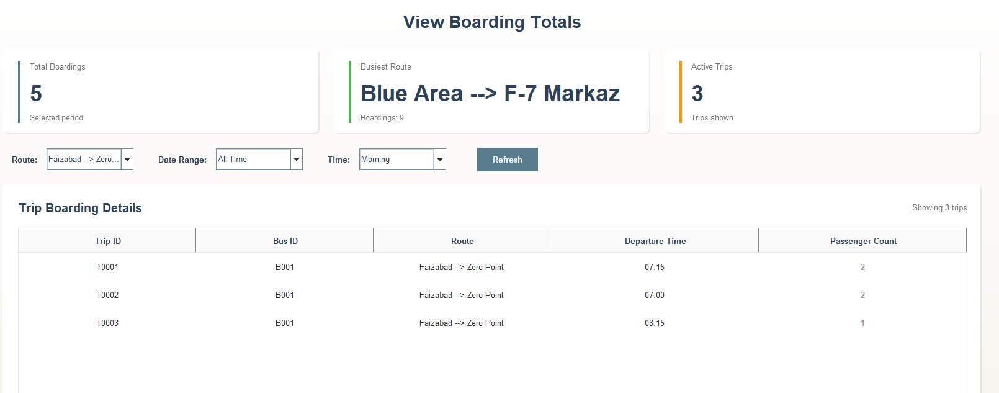 View Boarding Totals
Total Boardings
5
Selected period
Busiest Route
Blue Area --> F-7 Markaz
Boardings: 9
Active Trips
3
Trips shown
Route: Faizabad --> Zero... Date Range: All Time Time: Morning Refresh
Trip Boarding Details Showing 3 trips
Trip ID Bus ID Route Departure Time Passenger Count
T0001 B001 Faizabad --> Zero Point 07:15 2
T0002 B001 Faizabad --> Zero Point 07:00 2
T0003 B001 Faizabad --> Zero Point 08:15 1